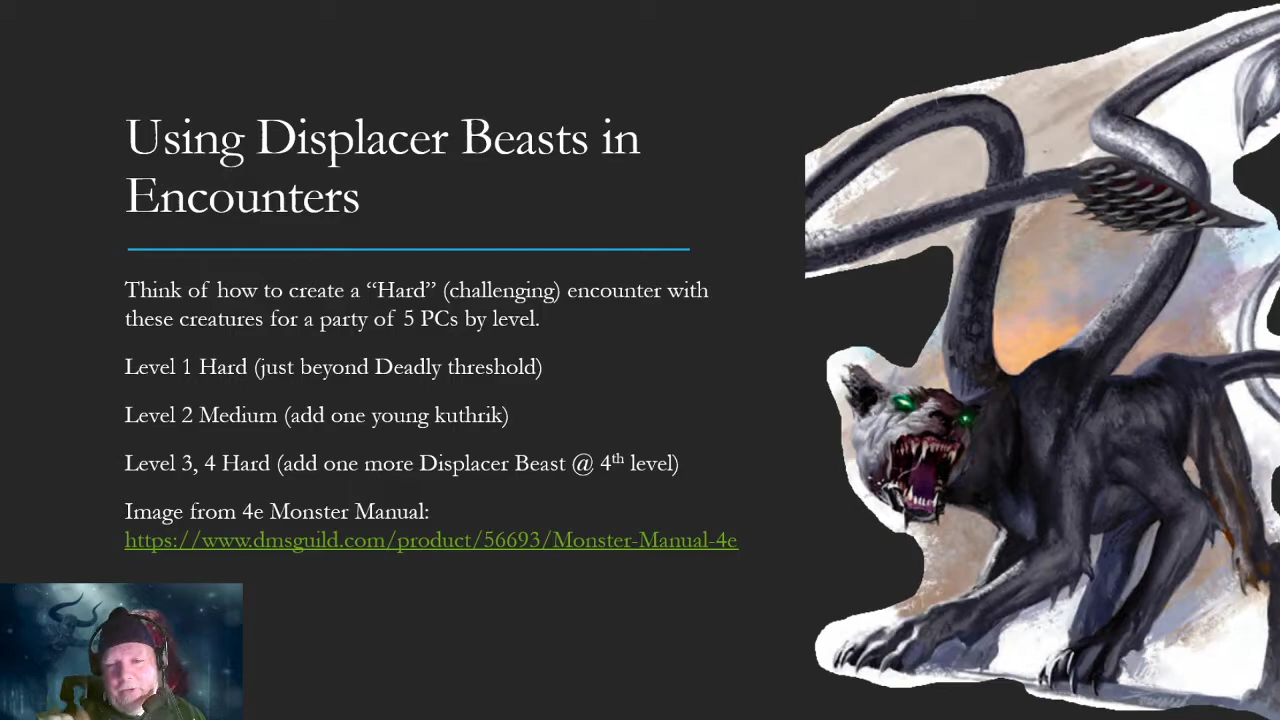 Using Displacer Beasts in
Encounters
Think of how to create a “Hard” (challenging) encounter with
these creatures for a party of 5 PCs by level.
Level 1 Hard (just beyond Deadly threshold)
Level 2 Medium (add one young kuthrik)
Level 3, 4 Hard (add one more Displacer Beast @ 4th level)
Image from 4e Monster Manual:
https://www.dmsguild.com/product/56693/Monster-Manual-4e